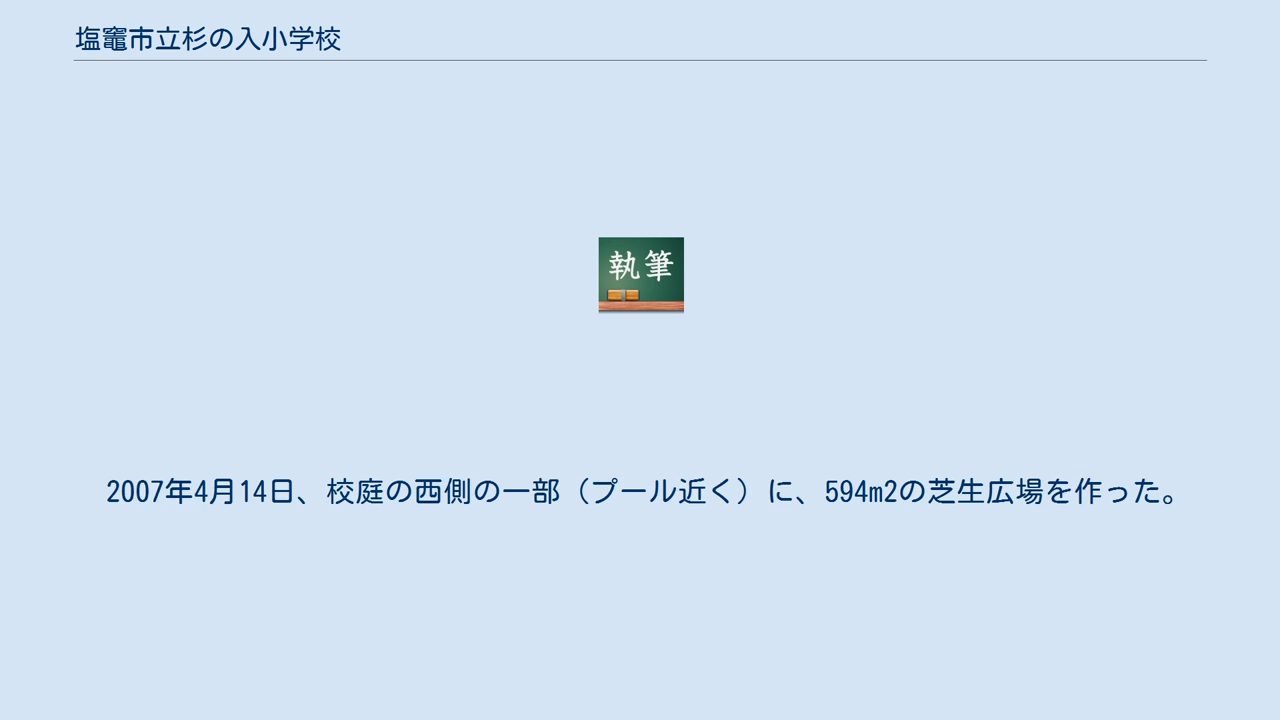 塩竈市立杉の入小学校
執筆
2007年4月14日、校庭の西側の一部（プール近く）に、594m2の芝生広場を作った。